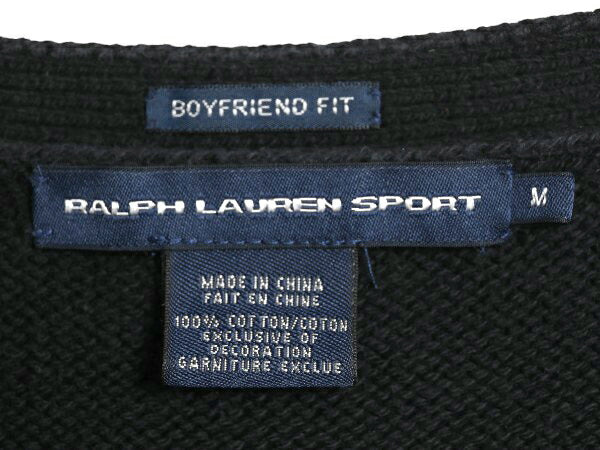 BOYFRIEND FIT
RALPH LAUREN SPORT
M
MADE IN CHINA
FAIT EN CHINE
100% COTTON/COTON
EXCLUSIVE OF
DECORATION
GARNITURE EXCLUE